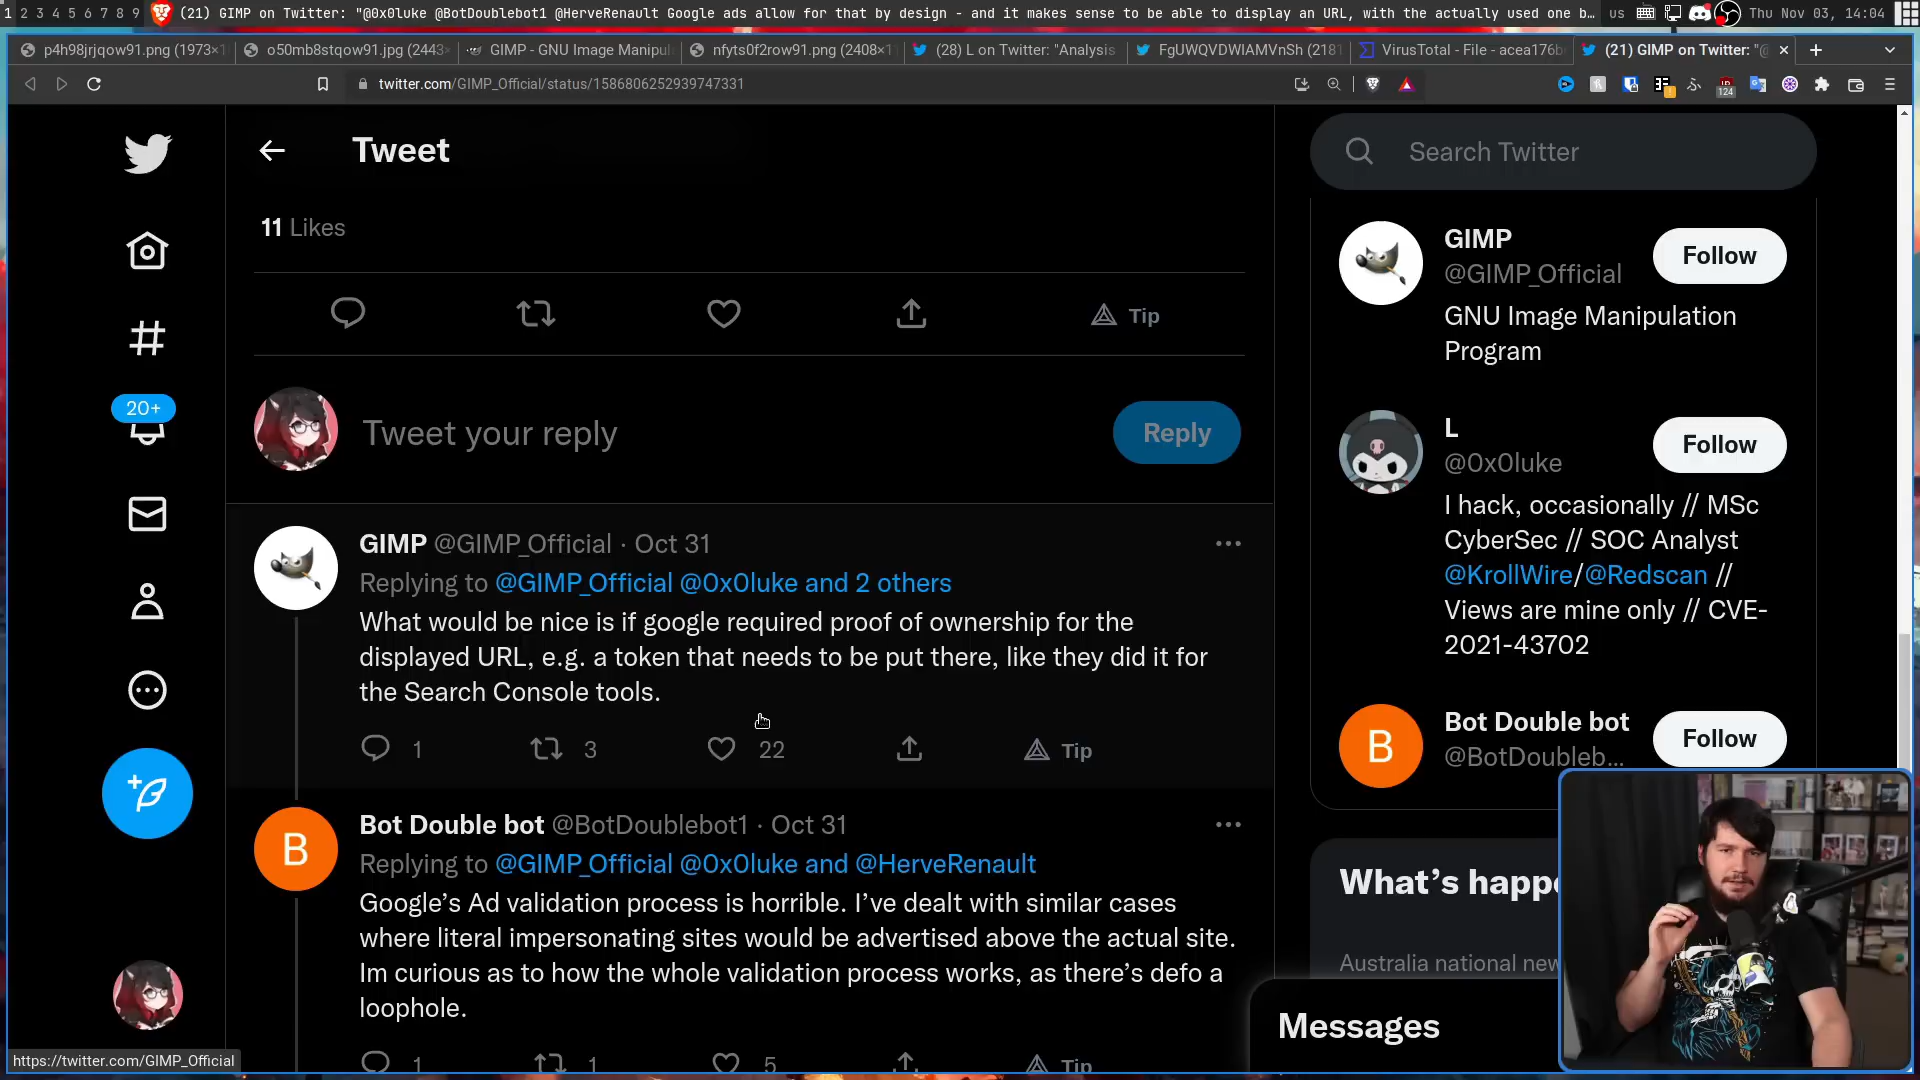 1 2 3 4 5 6 7 8 9 (21) GIMP on Twitter: "@0x0luke @BotDoublebot1 @HerveRenault Google ads allow for that by design - and it makes sense to be able to display an URL, with the actually used one b… us Thu Nov 03, 14:04
p4h98jrjqow91.png (1973×1 o50mb8stqow91.jpg (2443× GIMP - GNU Image Manipul nfyts0f2row91.png (2408×1 (28) L on Twitter: "Analysis FgUWQVDWIAMVnSh (2181 VirusTotal - File - acea176b (21) GIMP on Twitter: "@
twitter.com/GIMP_Official/status/1586806252939747331
124
Tweet
Search Twitter
11 Likes
Tip
20+
Tweet your reply
Reply
GIMP @GIMP_Official · Oct 31
Replying to @GIMP_Official @0x0luke and 2 others
What would be nice is if google required proof of ownership for the
displayed URL, e.g. a token that needs to be put there, like they did it for
the Search Console tools.
1 3 22 Tip
B
Bot Double bot @BotDoublebot1 · Oct 31
Replying to @GIMP_Official @0x0luke and @HerveRenault
Google's Ad validation process is horrible. I've dealt with similar cases
where literal impersonating sites would be advertised above the actual site.
Im curious as to how the whole validation process works, as there's defo a
loophole.
1 1 5 Tip
GIMP
@GIMP_Official
Follow
GNU Image Manipulation
Program
L
@0x0luke
Follow
I hack, occasionally // MSc
CyberSec // SOC Analyst
@KrollWire/@Redscan //
Views are mine only // CVE-
2021-43702
B
Bot Double bot
@BotDoubleb...
Follow
What's happe
Australia national new
Messages
https://twitter.com/GIMP_Official